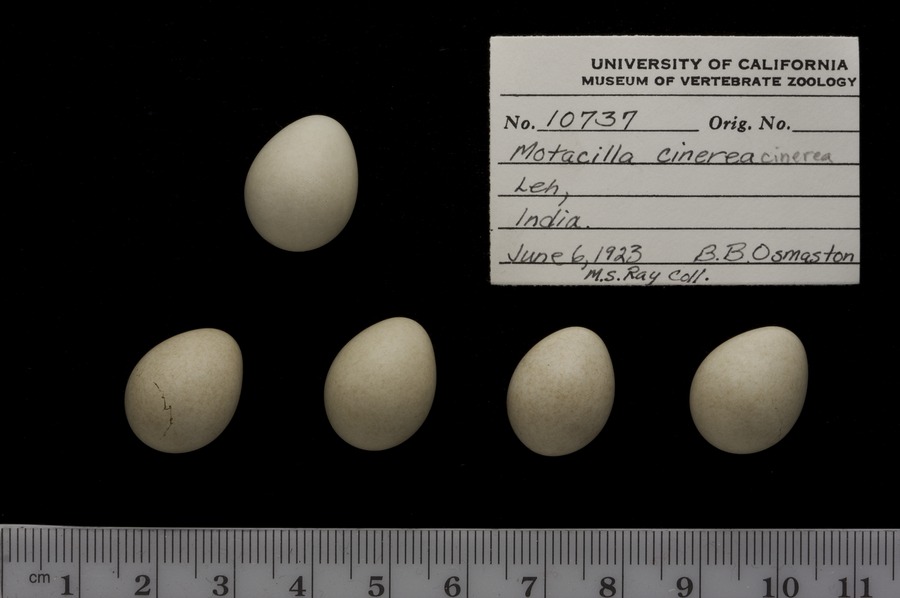 UNIVERSITY OF CALIFORNIA
MUSEUM OF VERTEBRATE ZOOLOGY
No. 10737 Orig. No.
Motacilla cinerea cinerea
Leh,
India.
June 6, 1923 B.B. Osmaston
M.S. Ray Coll.
cm 1 2 3 4 5 6 7 8 9 10 11